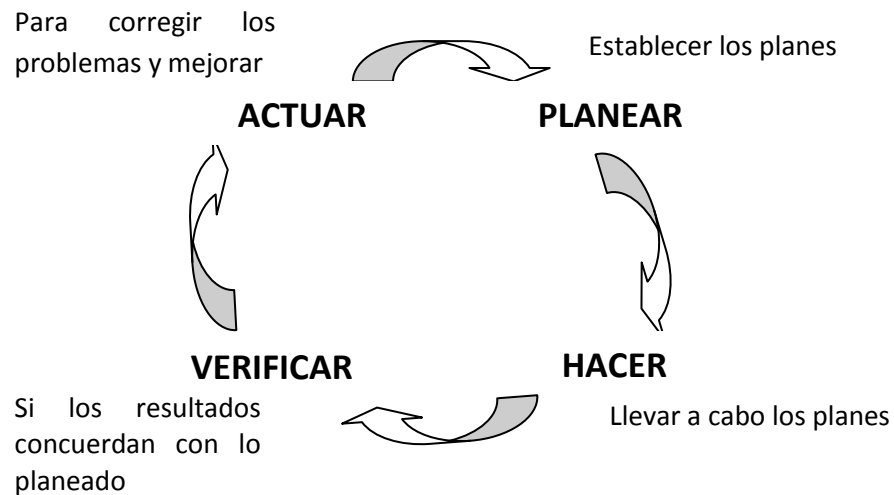 Para corregir los
problemas y mejorar
Establecer los planes
ACTUAR
PLANEAR
VERIFICAR
HACER
Si los resultados
concuerdan con lo
planeado
Llevar a cabo los planes